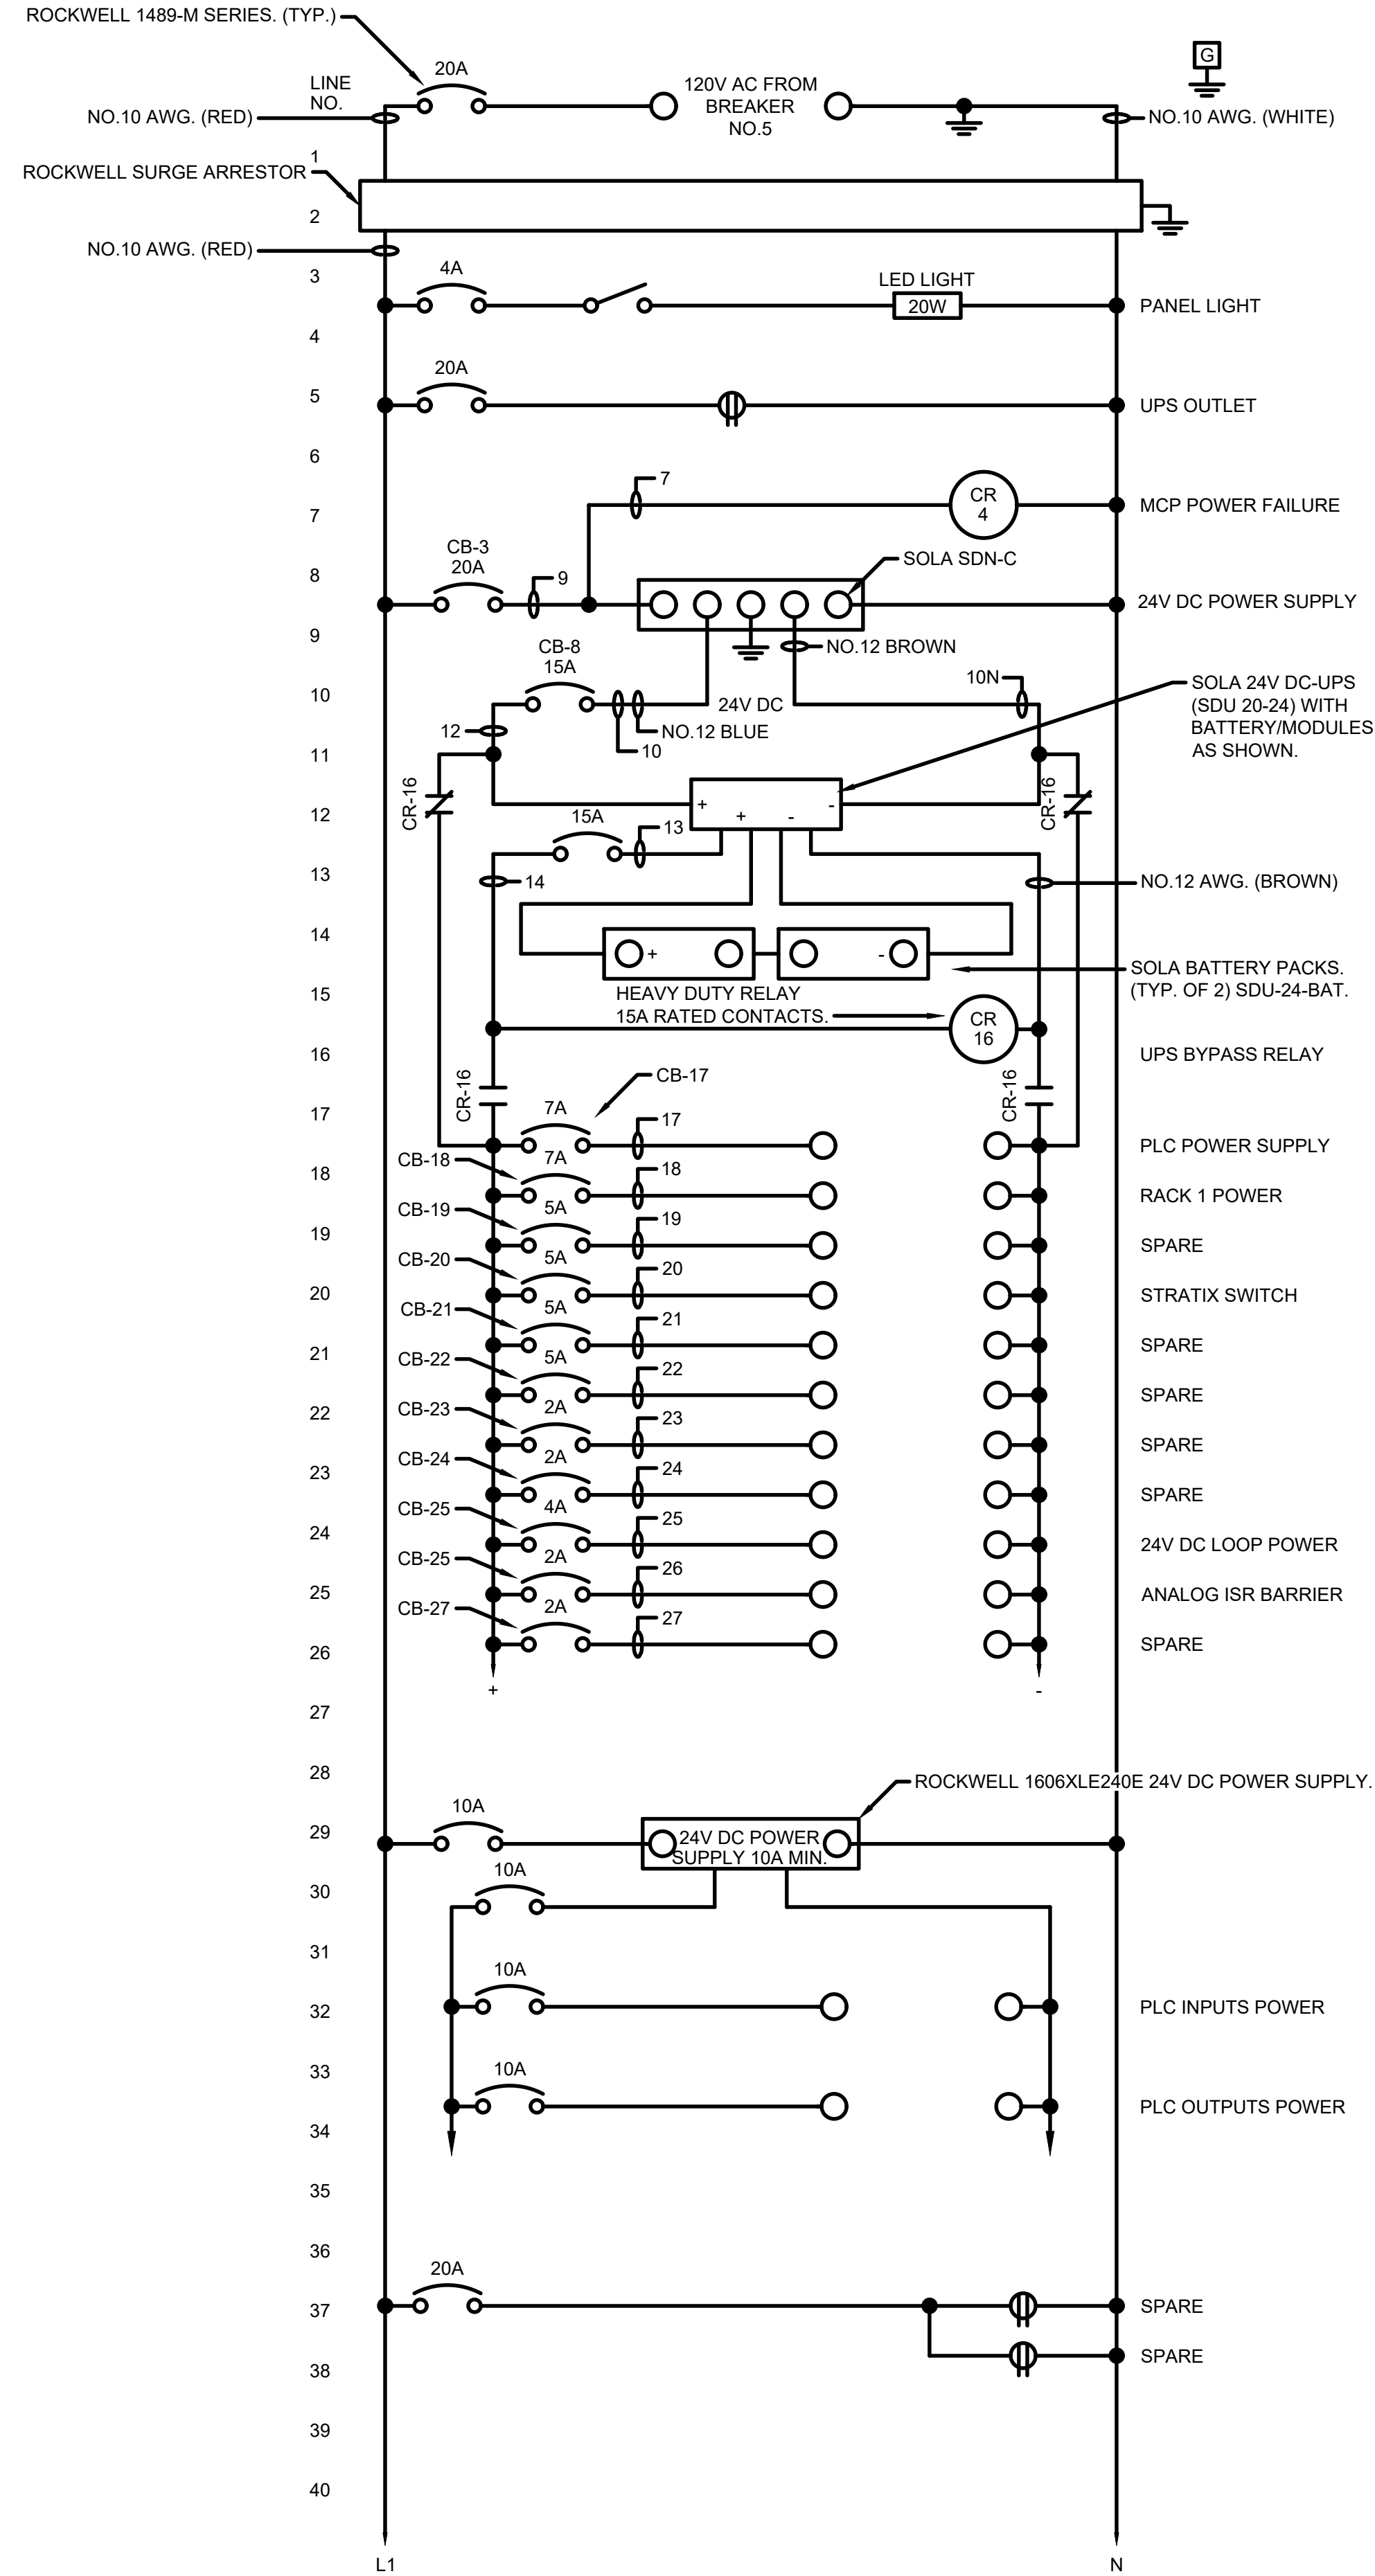 ROCKWELL 1489-M SERIES. (TYP.)
20A
LINE
NO.
120V AC FROM
BREAKER
NO.5
G
NO.10 AWG. (RED)
NO.10 AWG. (WHITE)
1
ROCKWELL SURGE ARRESTOR
2
NO.10 AWG. (RED)
3
4A
LED LIGHT
20W
PANEL LIGHT
4
20A
5
UPS OUTLET
6
7
7
CR
4
MCP POWER FAILURE
CB-3
20A
8
9
SOLA SDN-C
24V DC POWER SUPPLY
9
CB-8
15A
NO.12 BROWN
10
24V DC
10N
SOLA 24V DC-UPS
(SDU 20-24) WITH
BATTERY/MODULES
AS SHOWN.
12
NO.12 BLUE
10
11
CR-16
CR-16
+
-
+
-
12
15A
13
13
14
NO.12 AWG. (BROWN)
14
+
-
SOLA BATTERY PACKS.
(TYP. OF 2) SDU-24-BAT.
15
HEAVY DUTY RELAY
15A RATED CONTACTS.
CR
16
16
UPS BYPASS RELAY
CR-16
CB-17
CR-16
17
7A
17
PLC POWER SUPPLY
CB-18
7A
18
18
RACK 1 POWER
CB-19
5A
19
19
SPARE
CB-20
5A
20
20
STRATIX SWITCH
CB-21
5A
21
21
SPARE
CB-22
5A
22
SPARE
22
CB-23
2A
23
SPARE
23
CB-24
2A
24
SPARE
CB-25
4A
25
24
24V DC LOOP POWER
CB-25
2A
26
25
ANALOG ISR BARRIER
CB-27
2A
27
26
SPARE
+
-
27
28
ROCKWELL 1606XLE240E 24V DC POWER SUPPLY.
10A
29
24V DC POWER
SUPPLY 10A MIN.
10A
30
31
10A
32
PLC INPUTS POWER
33
10A
PLC OUTPUTS POWER
34
35
36
20A
37
SPARE
SPARE
38
39
40
L1
N